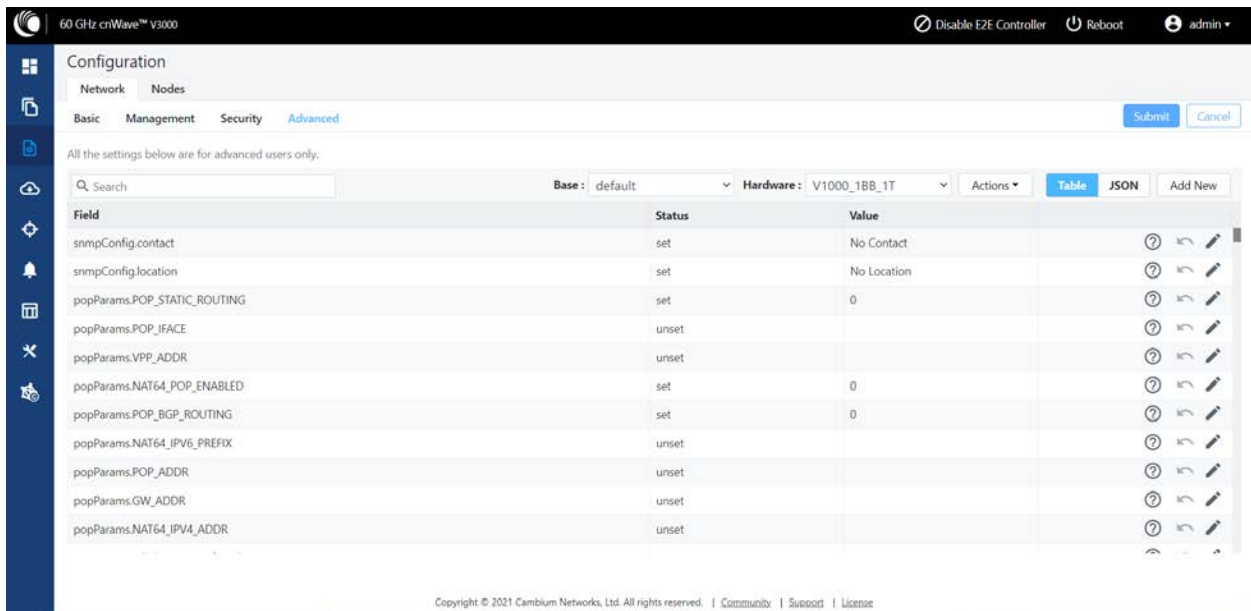 60 GHz cnWave™ V3000 Disable E2E Controller Reboot admin
Configuration
Network Nodes
Basic Management Security Advanced Submit Cancel
All the settings below are for advanced users only.
Search Base : default Hardware : V1000_1BB_1T Actions Table JSON Add New
Field Status Value
snmpConfig.contact set No Contact
snmpConfig.location set No Location
popParams.POP_STATIC_ROUTING set 0
popParams.POP_IFACE unset
popParams.VPP_ADDR unset
popParams.NAT64_POP_ENABLED set 0
popParams.POP_BGP_ROUTING set 0
popParams.NAT64_IPV6_PREFIX unset
popParams.POP_ADDR unset
popParams.GW_ADDR unset
popParams.NAT64_IPV4_ADDR unset
Copyright © 2021 Cambium Networks, Ltd. All rights reserved. | Community | Support | License